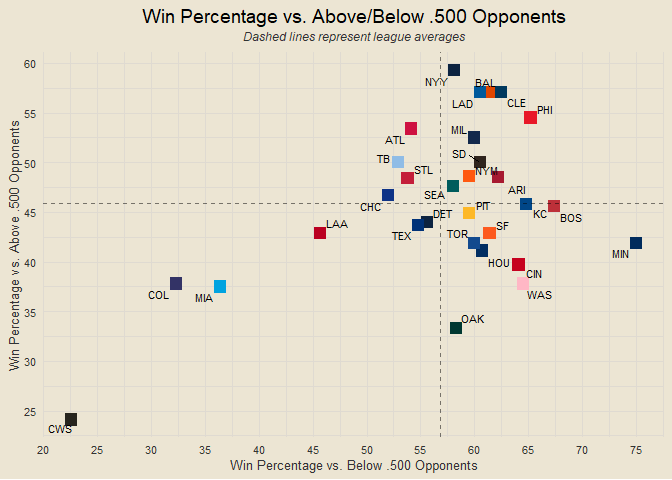 Win Percentage vs. Above/Below .500 Opponents
Dashed lines represent league averages
Win Percentage vs. Above .500 Opponents
60
55
50
45
40
35
30
25
NYY
BAL
LAD
CLE
PHI
ATL
MIL
TB
SD
STL
NYM
SEA
ARI
CHC
PIT
KC
BOS
DET
LAA
TEX
TOR
SF
MIN
HOU
CIN
COL
MIA
WAS
OAK
CWS
20
25
30
35
40
45
50
55
60
65
70
75
Win Percentage vs. Below .500 Opponents